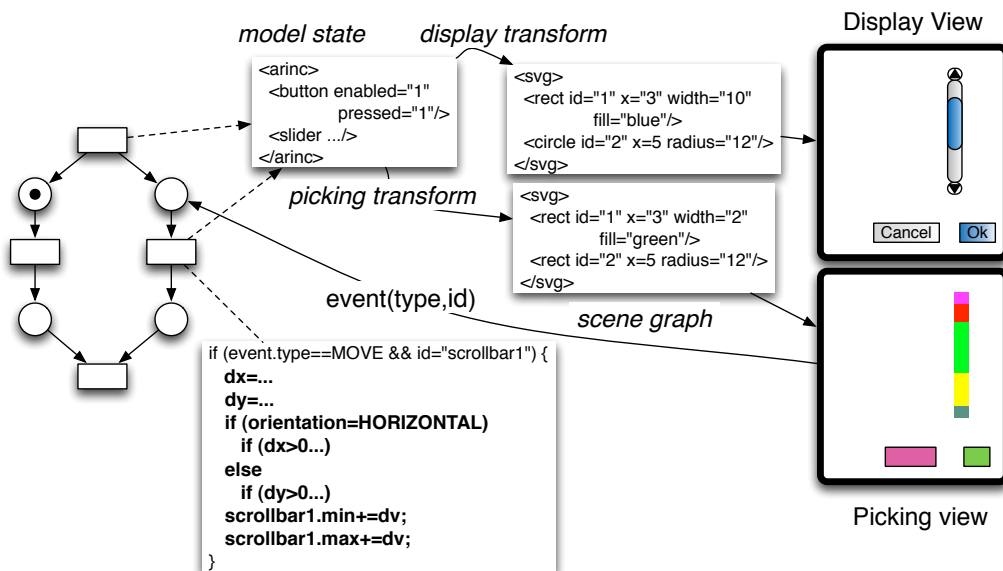 model state
display transform
Display View
<arinc>
<button enabled="1"
pressed="1"/>
<slider .../>
</arinc>
<svg>
<rect id="1" x="3" width="10"
fill="blue"/>
<circle id="2" x=5 radius="12"/>
</svg>
picking transform
<svg>
<rect id="1" x="3" width="2"
fill="green"/>
<rect id="2" x=5 radius="12"/>
</svg>
Cancel
Ok
event(type,id)
scene graph
if (event.type==MOVE && id="scrollbar1") {
dx=...
dy=...
if (orientation=HORIZONTAL)
if (dx>0...)
else
if (dy>0...)
scrollbar1.min+=dv;
scrollbar1.max+=dv;
}
Picking view